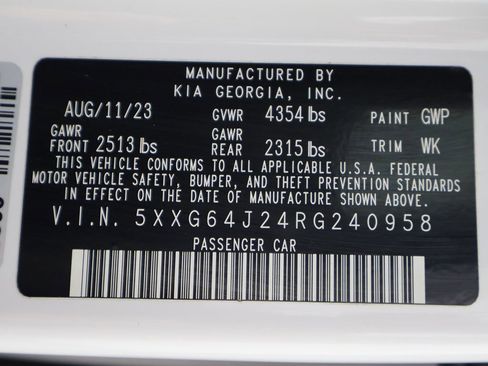 MANUFACTURED BY
KIA GEORGIA, INC.
AUG/11/23 GVWR 4354 lbs PAINT GWP
GAWR FRONT 2513 lbs GAWR REAR 2315 lbs TRIM WK
THIS VEHICLE CONFORMS TO ALL APPLICABLE U.S.A. FEDERAL
MOTOR VEHICLE SAFETY, BUMPER, AND THEFT PREVENTION STANDARDS
IN EFFECT ON THE DATE OF MANUFACTURE SHOWN ABOVE.
V.I.N. 5XXG64J24RG240958
PASSENGER CAR